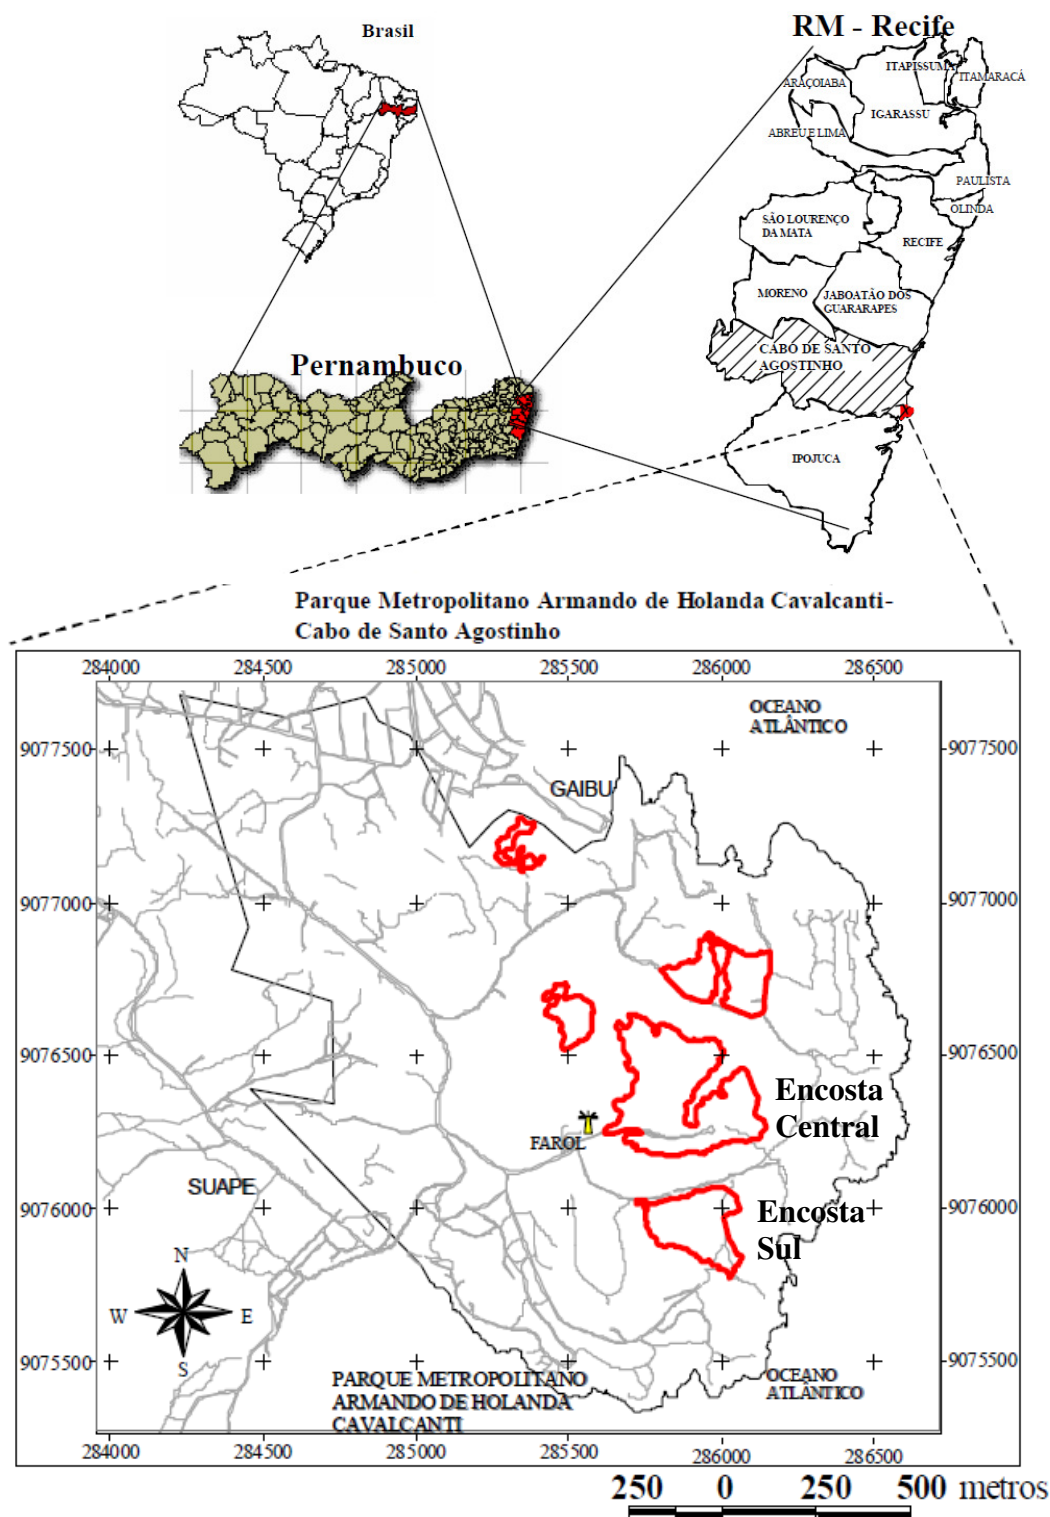 Brasil
RM - Recife
ITAPISSUMA
ITAMARACÁ
ARAÇOIABA
IGARASSU
ABREU E LIMA
PAULISTA
OLINDA
SÃO LOURENÇO
DA MATA
RECIFE
MORENO
JABOATÃO DOS
GUARARAPES
CABO DE SANTO
AGOSTINHO
IPOJUCA
Pernambuco
Parque Metropolitano Armando de Holanda Cavalcanti-
Cabo de Santo Agostinho
284000 284500 285000 285500 286000 286500
OCEANO
ATLÂNTICO
9077500 9077500
GAIBU
9077000 9077000
9076500 9076500
Encosta
Central
FAROL
SUAPE
9076000 9076000
Encosta
Sul
N
W E
S
9075500 9075500
PARQUE METROPOLITANO
ARMANDO DE HOLANDA
CAVALCANTI
OCEANO
ATLÂNTICO
284000 284500 285000 285500 286000 286500
250 0 250 500 metros